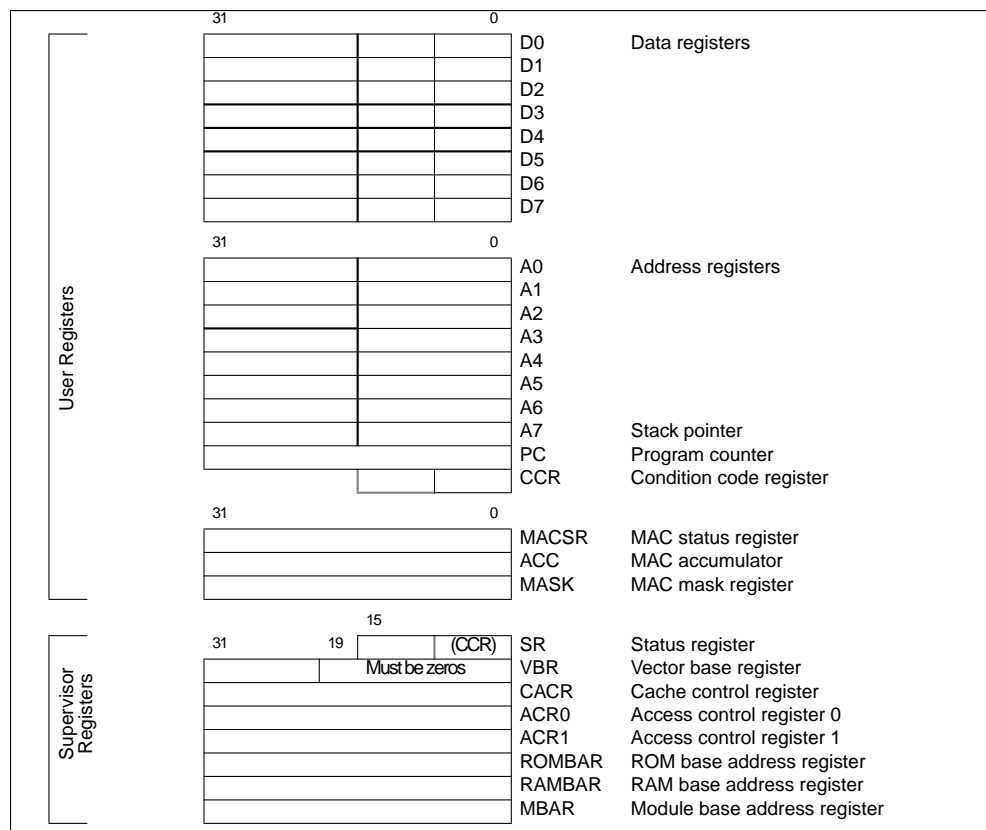 31 0
D0 Data registers
D1
D2
D3
D4
D5
D6
D7
31 0
A0 Address registers
A1
A2
A3
A4
A5
A6
A7 Stack pointer
PC Program counter
CCR Condition code register
31 0
MACSR MAC status register
ACC MAC accumulator
MASK MAC mask register
User Registers
15
31 19 (CCR) SR Status register
Must be zeros VBR Vector base register
CACR Cache control register
ACR0 Access control register 0
ACR1 Access control register 1
ROMBAR ROM base address register
RAMBAR RAM base address register
MBAR Module base address register
Supervisor
Registers